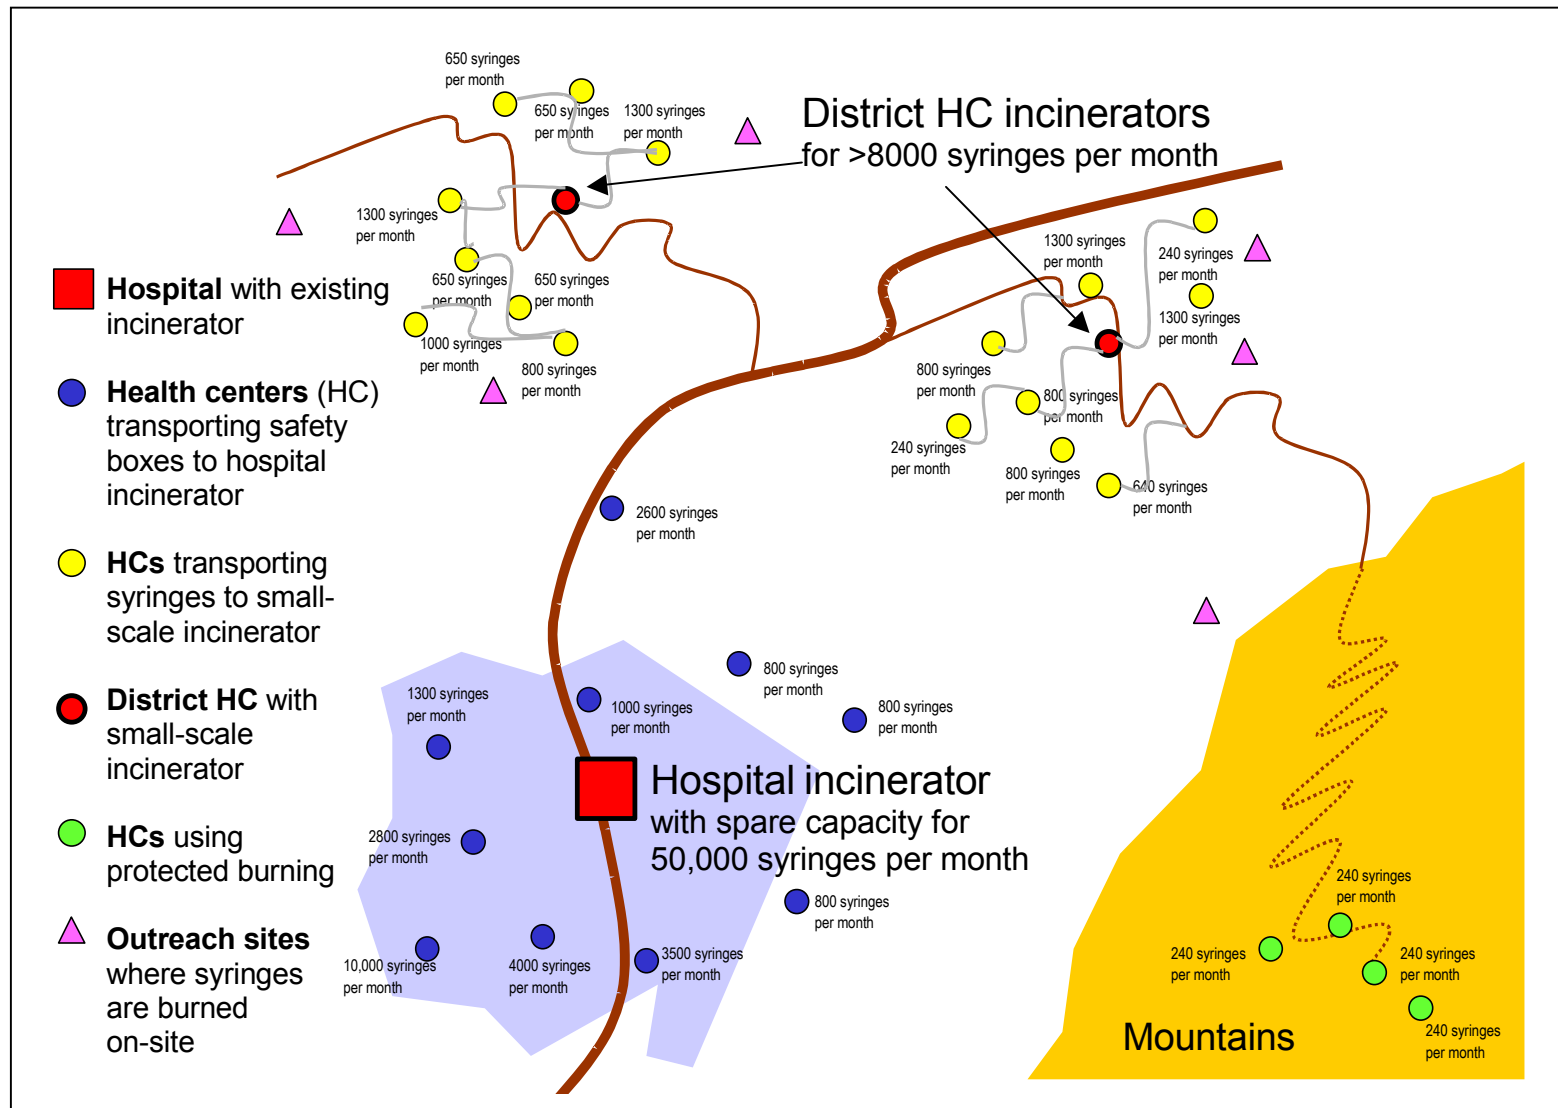 650 syringes
per month
650 syringes
per month
1300 syringes
per month
District HC incinerators
for >8000 syringes per month
1300 syringes
per month
650 syringes
per month
650 syringes
per month
1000 syringes
per month
800 syringes
per month
1300 syringes
per month
240 syringes
per month
1300 syringes
per month
800 syringes
per month
800 syringes
per month
240 syringes
per month
800 syringes
per month
640 syringes
per month
Hospital with existing
incinerator
Health centers (HC)
transporting safety
boxes to hospital
incinerator
HCs transporting
syringes to small-
scale incinerator
District HC with
small-scale
incinerator
HCs using
protected burning
Outreach sites
where syringes
are burned
on-site
2600 syringes
per month
800 syringes
per month
1300 syringes
per month
1000 syringes
per month
800 syringes
per month
Hospital incinerator
with spare capacity for
50,000 syringes per month
2800 syringes
per month
800 syringes
per month
10,000 syringes
per month
4000 syringes
per month
3500 syringes
per month
240 syringes
per month
240 syringes
per month
240 syringes
per month
240 syringes
per month
Mountains